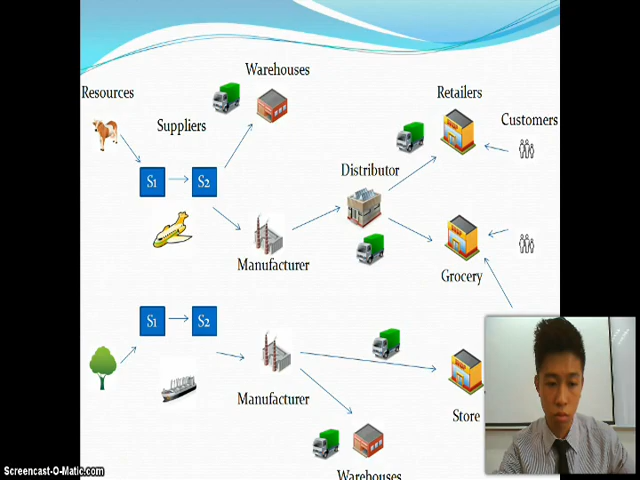 Warehouses
Resources
Retailers
Customers
Suppliers
Distributor
S1
S2
Manufacturer
Grocery
S1
S2
Manufacturer
Store
Warehouses
Screencast-O-Matic.com